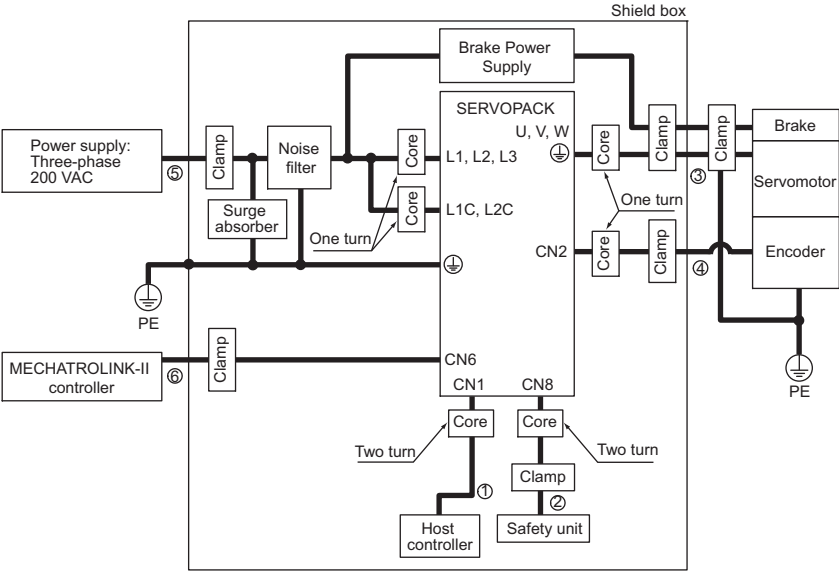 Shield box
Brake Power
Supply
SERVOPACK
U, V, W
Power supply:
Three-phase
200 VAC
⑤
Clamp
Noise
filter
Surge
absorber
Core
L1, L2, L3
Core
L1C, L2C
One turn
Core
Clamp
Clamp
③
Brake
Servomotor
Encoder
One turn
CN2
Core
Clamp
④
PE
PE
MECHATROLINK-II
controller
⑥
Clamp
CN6
CN1
CN8
Core
Core
Two turn
Two turn
Clamp
①
②
Host
controller
Safety unit